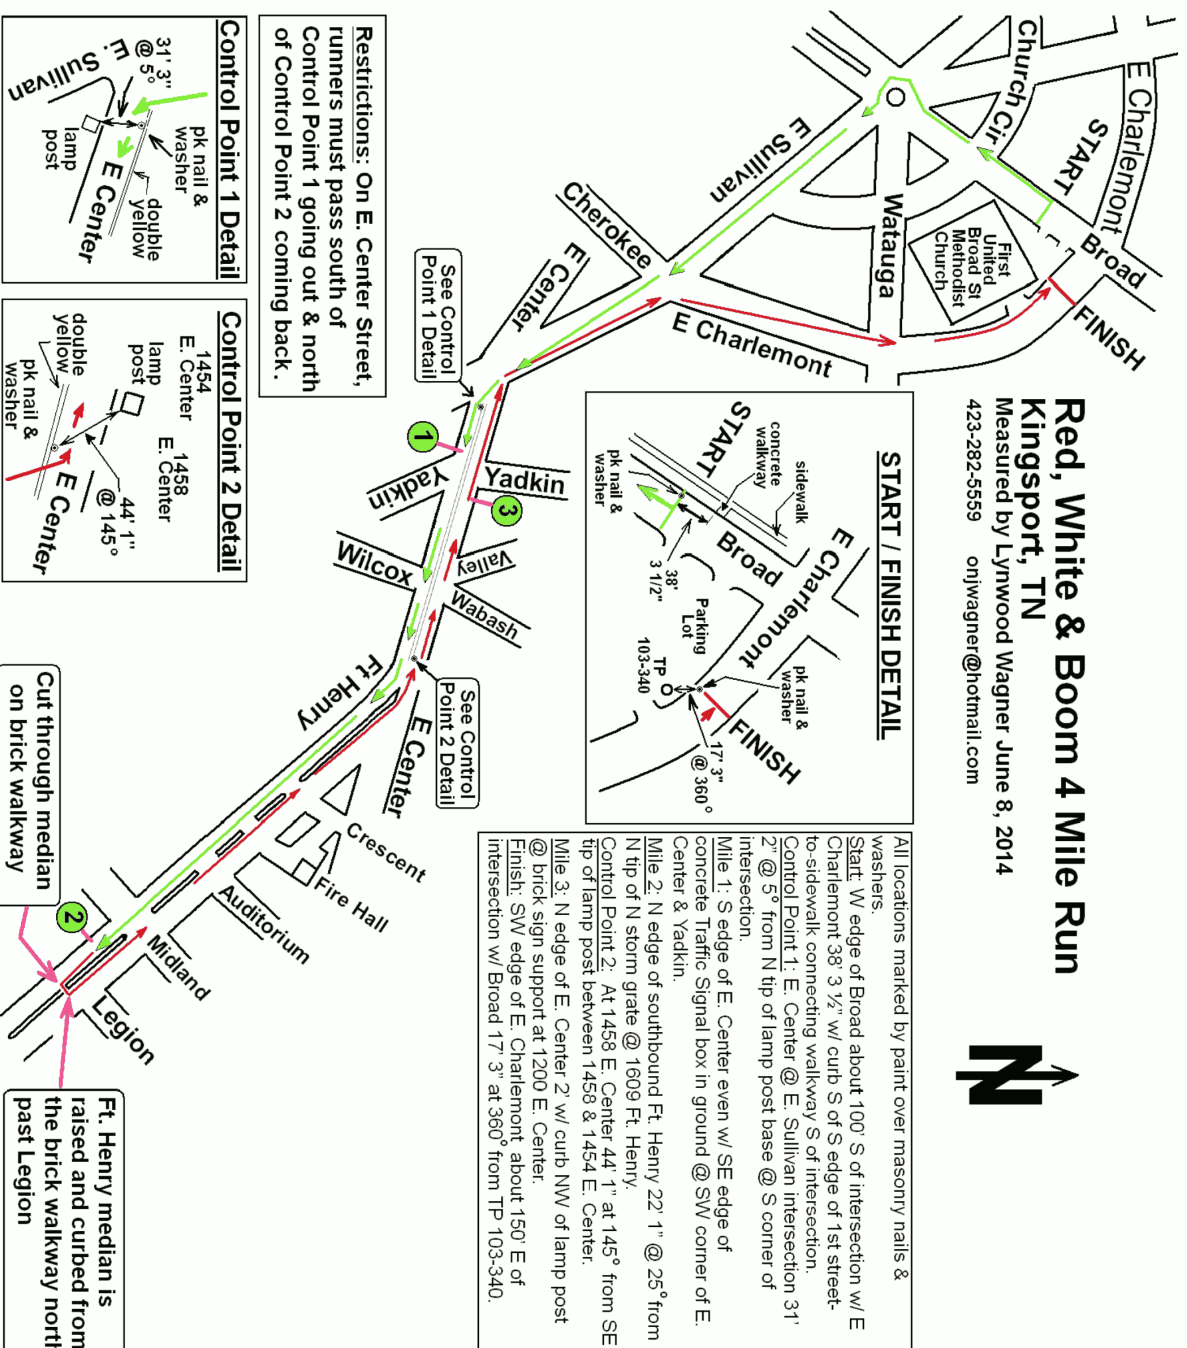 Red, White & Boom 4 Mile Run
Kingsport, TN
Measured by Lynwood Wagner June 8, 2014
423-282-5559 onjwagner@hotmail.com
N
E Charlemont
Church Cir
START
Broad
First
United
Broad St
Methodist
Church
FINISH
Watauga
E Sullivan
Cherokee
E Center
E Charlemont
See Control
Point 1 Detail
1
Yadkin
Yadkin
3
Wilcox
Valley
Wabash
See Control
Point 2 Detail
Ft Henry
E Center
Crescent
Fire Hall
Auditorium
Midland
Legion
2
START / FINISH DETAIL
sidewalk
concrete
walkway
START
pk nail &
washer
Broad
E Charlemont
38'
3 1/2"
Parking
Lot
TP
103-340
pk nail &
washer
FINISH
17' 3"
@ 360°
All locations marked by paint over masonry nails &
washers.
Start: W edge of Broad about 100' S of intersection w/ E
Charlemont 38' 3 ½" w/ curb S of S edge of 1st street-
to-sidewalk connecting walkway S of intersection.
Control Point 1: E. Center @ E. Sullivan intersection 31'
2" @ 5° from N tip of lamp post base @ S corner of
intersection.
Mile 1: S edge of E. Center even w/ SE edge of
concrete Traffic Signal box in ground @ SW corner of E.
Center & Yadkin.
Mile 2: N edge of southbound Ft. Henry 22' 1" @ 25° from
N tip of N storm grate @ 1609 Ft. Henry.
Control Point 2: At 1458 E. Center 44' 1" at 145° from SE
tip of lamp post between 1458 & 1454 E. Center.
Mile 3: N edge of E. Center 2' w/ curb NW of lamp post
@ brick sign support at 1200 E. Center.
Finish: SW edge of E. Charlemont about 150' E of
intersection w/ Broad 17' 3" at 360° from TP 103-340.
Restrictions: On E. Center Street,
runners must pass south of
Control Point 1 going out & north
of Control Point 2 coming back.
Control Point 1 Detail
pk nail &
washer
31' 3"
@ 5°
E. Sullivan
double
yellow
E Center
lamp
post
Control Point 2 Detail
1454
E. Center
1458
E. Center
lamp
post
44' 1"
@ 145°
double
yellow
pk nail &
washer
E Center
Cut through median
on brick walkway
Ft. Henry median is
raised and curbed from
the brick walkway north
past Legion